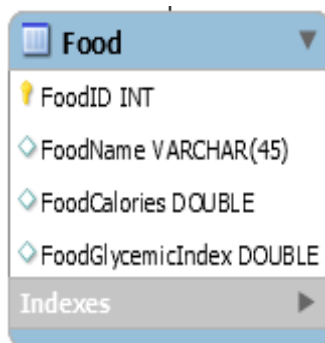 Food
FoodID INT
FoodName VARCHAR(45)
FoodCalories DOUBLE
FoodGlycemicIndex DOUBLE
Indexes